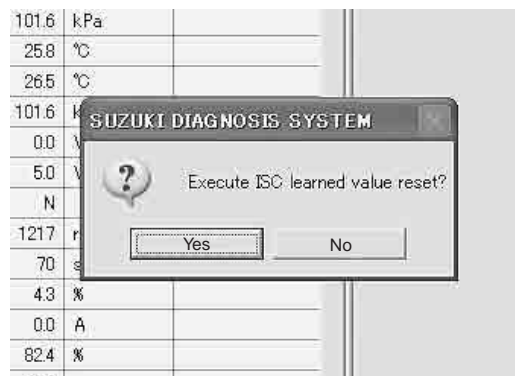 101.6 kPa
25.8 °C
26.5 °C
101.6 k
0.0 V
5.0 V
N
1217 r
70 s
4.3 %
0.0 A
82.4 %
SUZUKI DIAGNOSIS SYSTEM
Execute ISC learned value reset?
Yes No